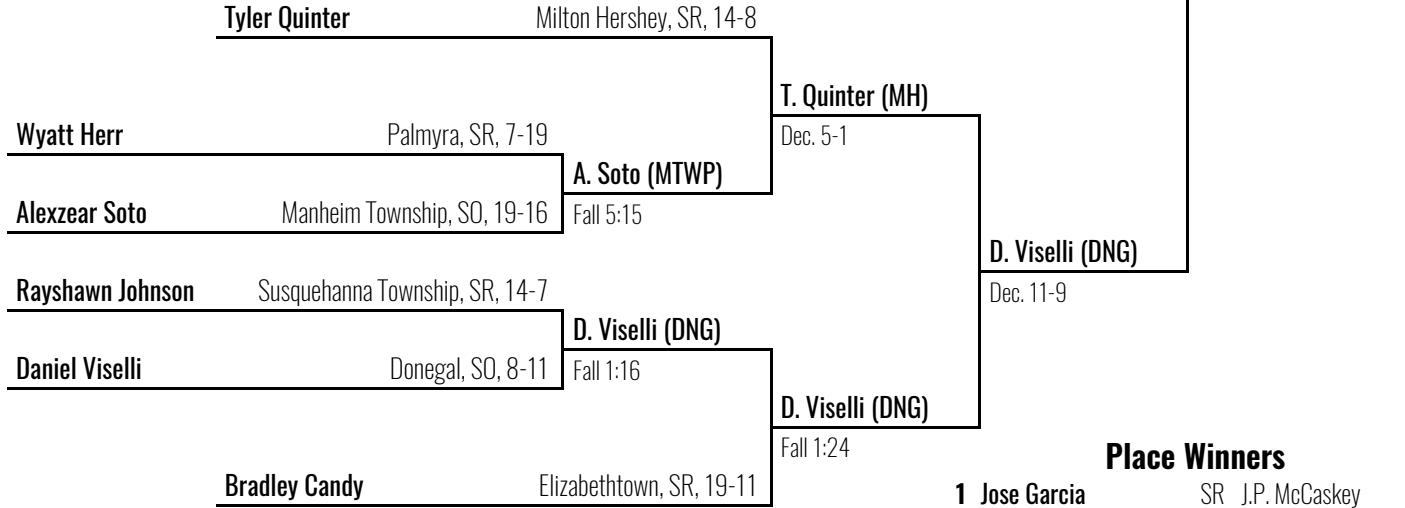 Tyler Quinter Milton Hershey, SR, 14-8
T. Quinter (MH)
Dec. 5-1
Wyatt Herr Palmyra, SR, 7-19
A. Soto (MTWP)
Fall 5:15
Alexzear Soto Manheim Township, SO, 19-16
D. Viselli (DNG)
Dec. 11-9
Rayshawn Johnson Susquehanna Township, SR, 14-7
D. Viselli (DNG)
Fall 1:16
Daniel Viselli Donegal, SO, 8-11
D. Viselli (DNG)
Fall 1:24
Bradley Candy Elizabethtown, SR, 19-11
Place Winners
1 Jose Garcia SR J.P. McCaskey